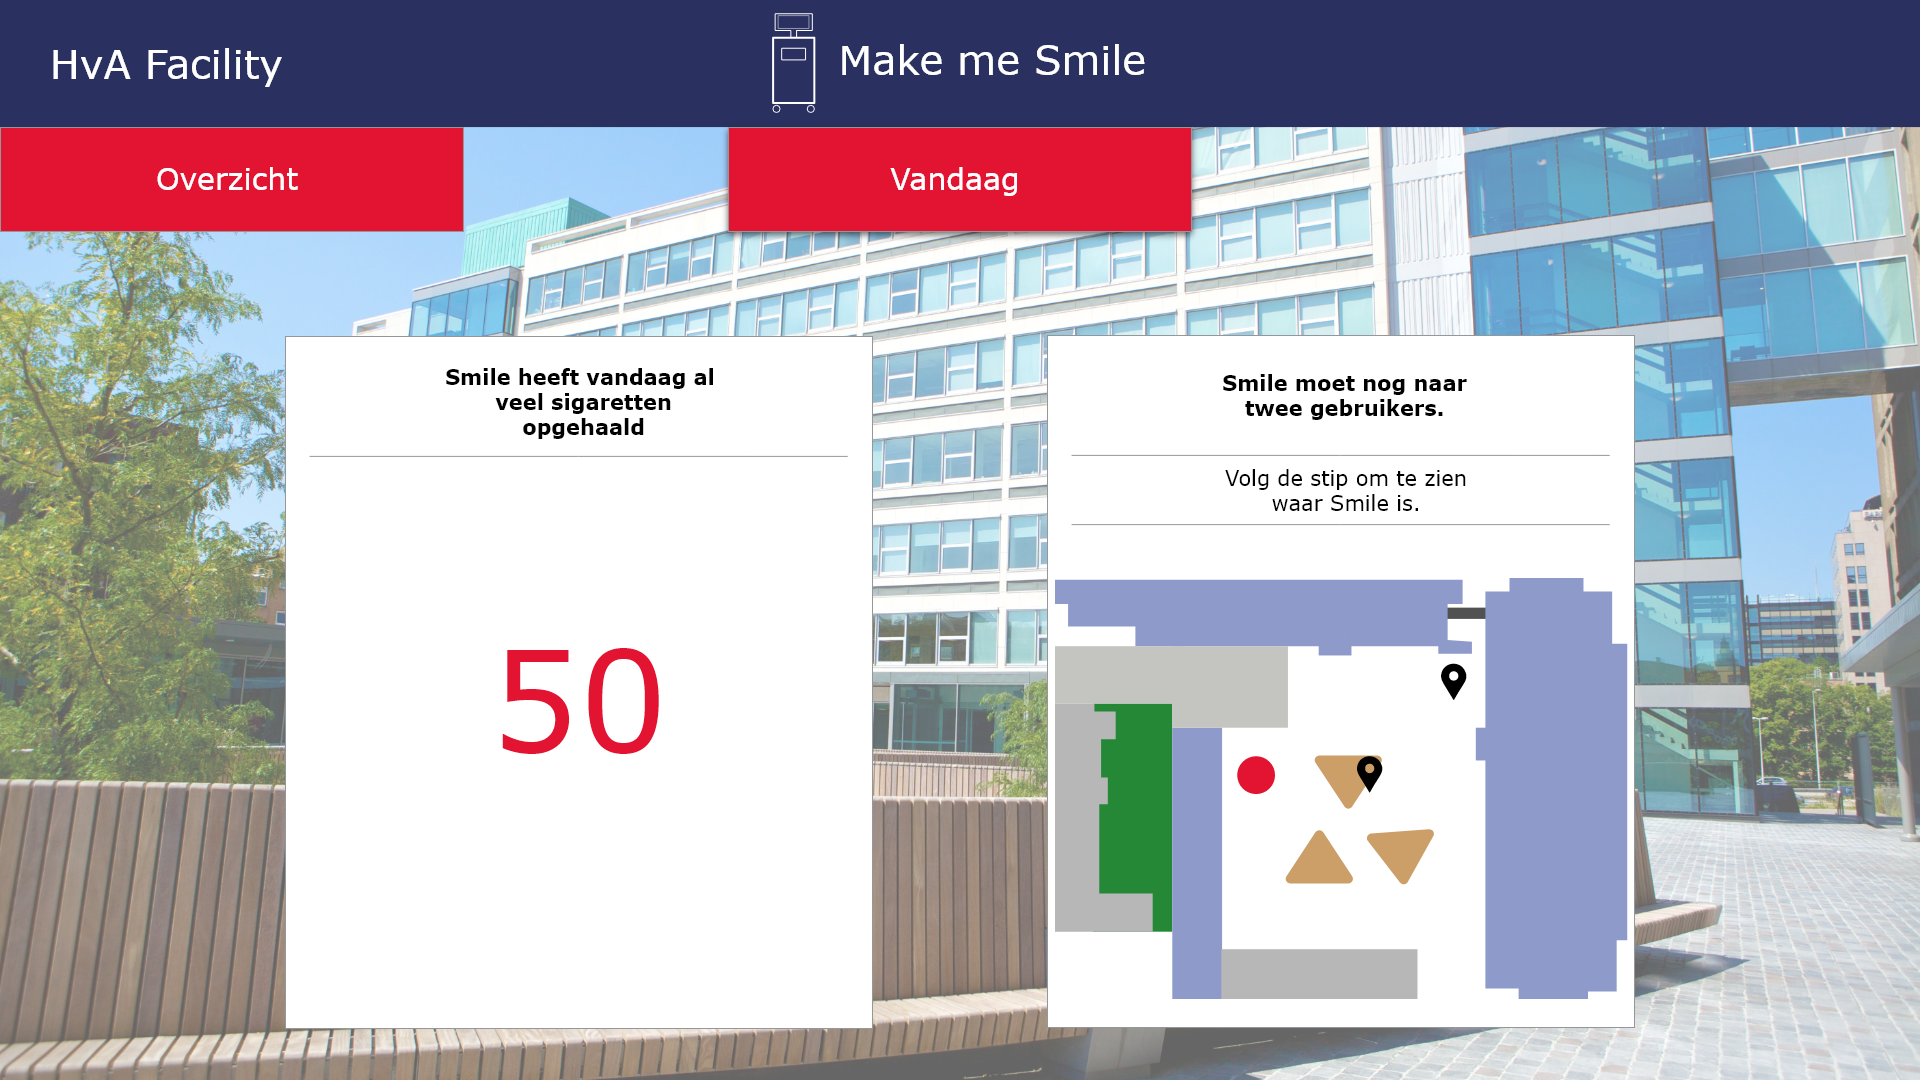 HvA Facility
Make me Smile
Overzicht
Vandaag
Smile heeft vandaag al
veel sigaretten
opgehaald
50
Smile moet nog naar
twee gebruikers.
Volg de stip om te zien
waar Smile is.